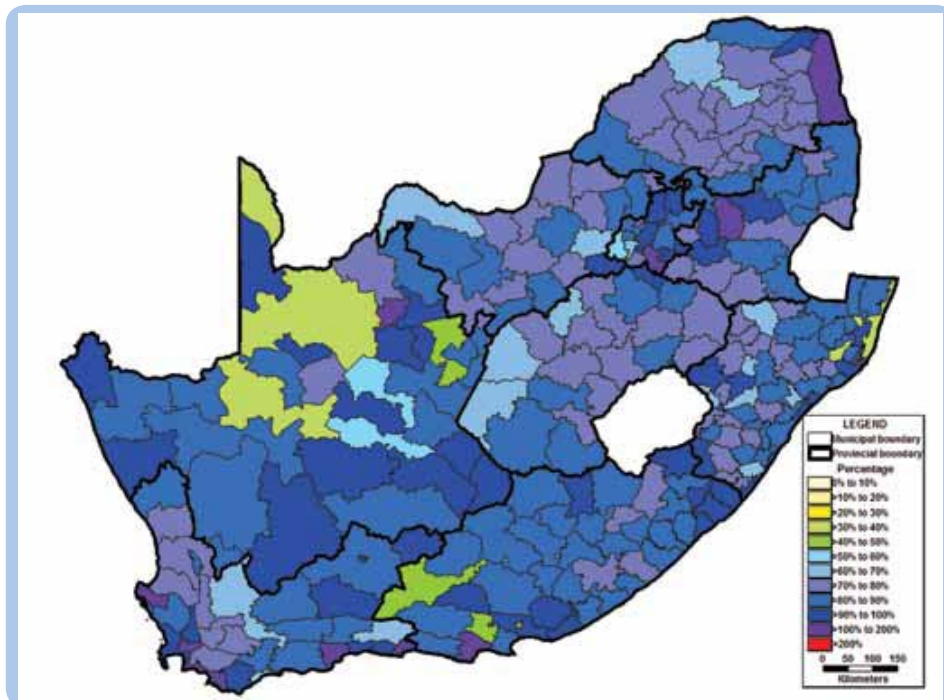 LEGEND
Municipal boundary
Provincial boundary
Percentage
0% to 10%
>10% to 20%
>20% to 30%
>30% to 40%
>40% to 50%
>50% to 60%
>60% to 70%
>70% to 80%
>80% to 90%
>90% to 100%
>100% to 200%
>200%
0 50 100 150
Kilometers